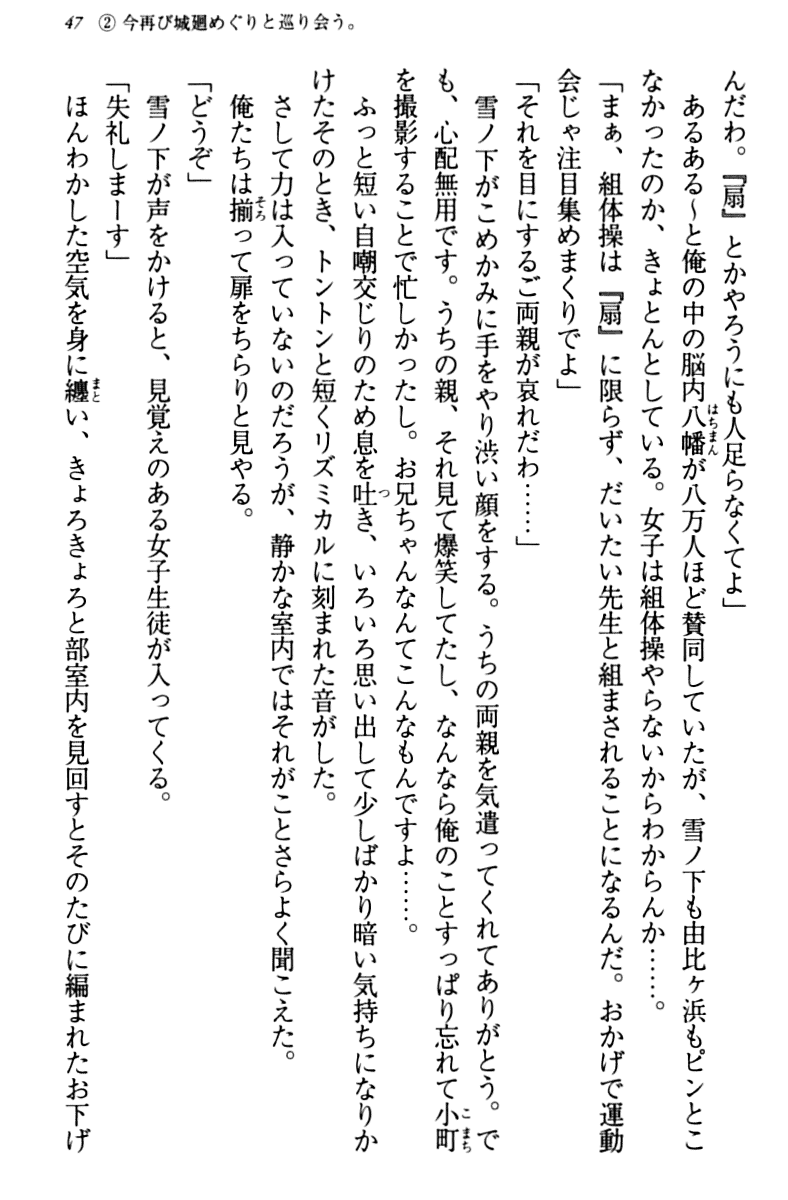 47 ② 今再び城廻めぐりと巡り会う。
んだわ。『扇』とかやろうにも人足らなくてよ」
あるある〜と俺の中の脳内八幡が八万人ほど賛同していたが、雪ノ下も由比ヶ浜もピンとこ
なかったのか、きょとんとしている。女子は組体操やらないからわからんか……。
「まぁ、組体操は『扇』に限らず、だいたい先生と組まされることになるんだ。おかげで運動
会じゃ注目集めまくりでよ」
「それを目にするご両親が哀れだわ……」
雪ノ下がこめかみに手をやり渋い顔をする。うちの両親を気遣ってくれてありがとう。で
も、心配無用です。うちの親、それ見て爆笑してたし、なんなら俺のことすっぱり忘れて小町
を撮影することで忙しかったし。お兄ちゃんなんてこんなもんですよ……。
ふっと短い自嘲交じりのため息を吐き、いろいろ思い出して少しばかり暗い気持ちになりか
けたそのとき、トントンと短くリズミカルに刻まれた音がした。
さして力は入っていないのだろうが、静かな室内ではそれがことさらよく聞こえた。
俺たちは揃って扉をちらりと見やる。
「どうぞ」
雪ノ下が声をかけると、見覚えのある女子生徒が入ってくる。
「失礼しまーす」
ほんわかした空気を身に纏い、きょろきょろと部室内を見回すとそのたびに編まれたお下げ